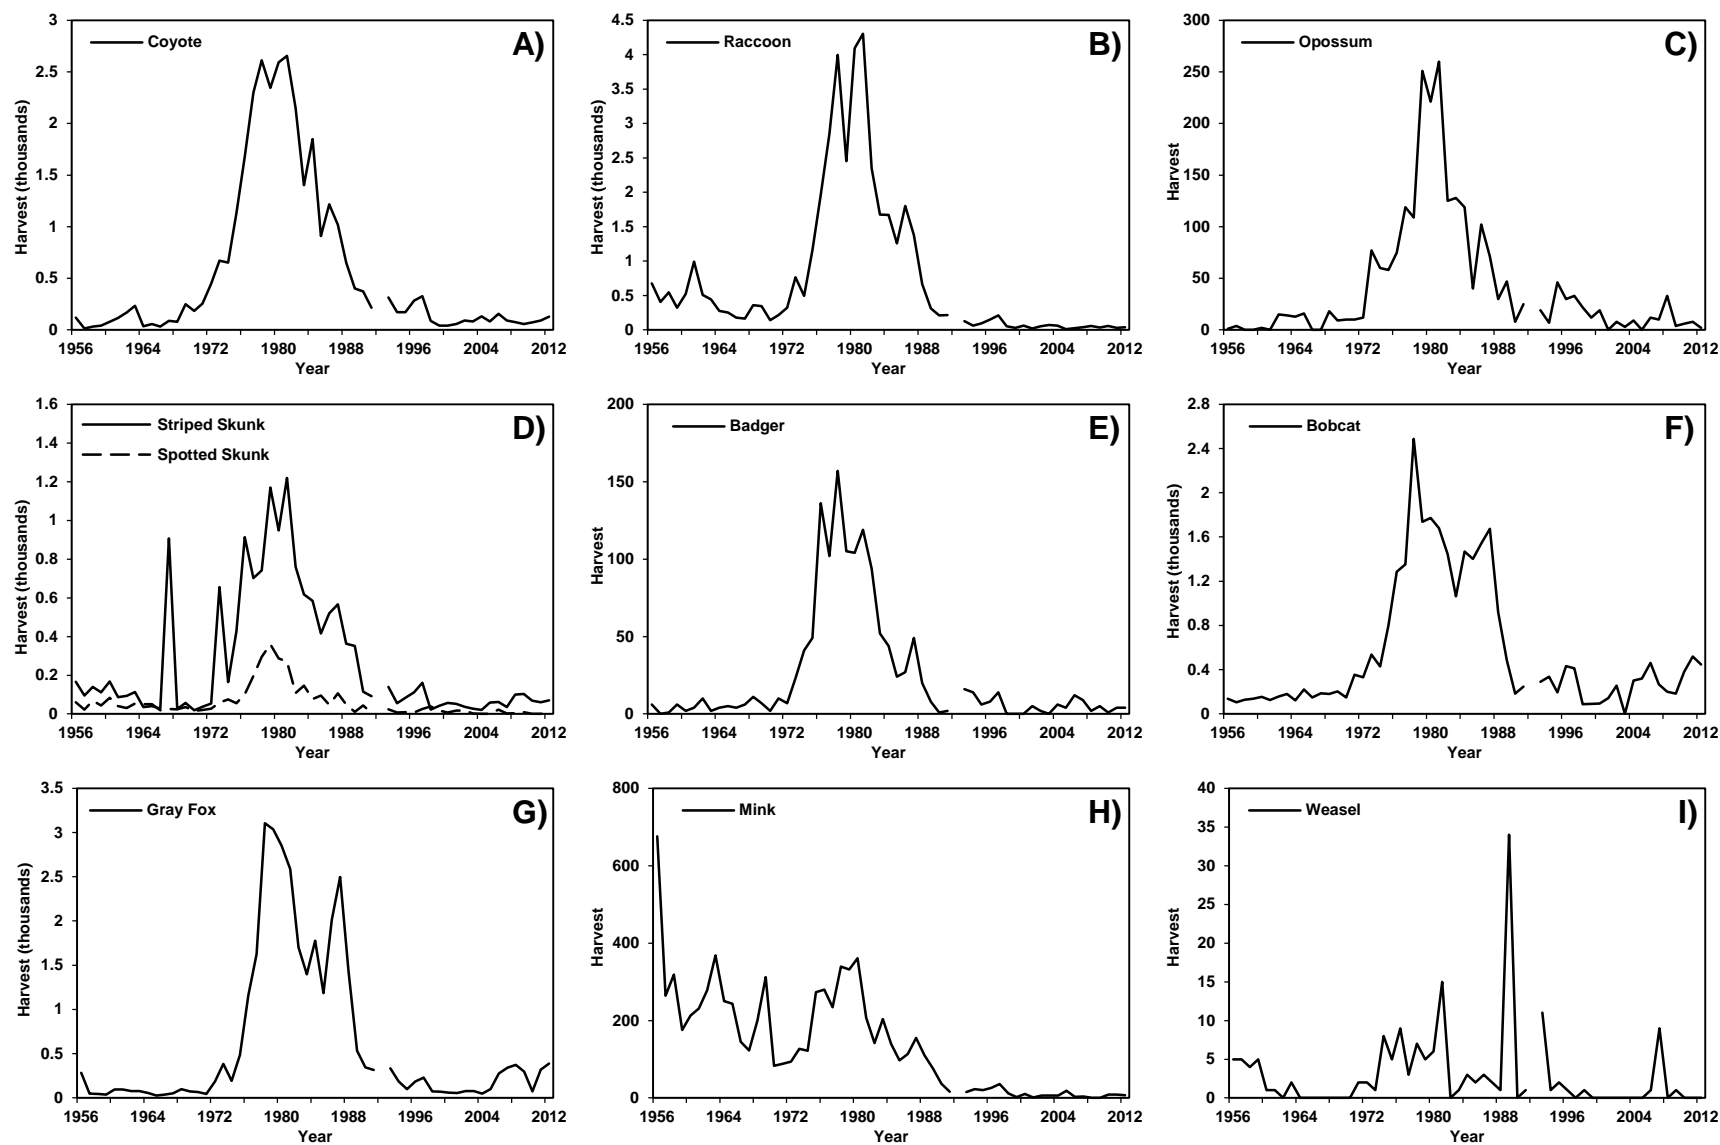 Coyote
A)
3
2.5
2
1.5
1
0.5
0
Harvest (thousands)
1956 1964 1972 1980 1988 1996 2004 2012
Year
Raccoon
B)
4.5
4
3.5
3
2.5
2
1.5
1
0.5
0
Harvest (thousands)
1956 1964 1972 1980 1988 1996 2004 2012
Year
Opossum
C)
300
250
200
150
100
50
0
Harvest
1956 1964 1972 1980 1988 1996 2004 2012
Year
Striped Skunk
Spotted Skunk
D)
1.6
1.4
1.2
1
0.8
0.6
0.4
0.2
0
Harvest (thousands)
1956 1964 1972 1980 1988 1996 2004 2012
Year
Badger
E)
200
150
100
50
0
Harvest
1956 1964 1972 1980 1988 1996 2004 2012
Year
Bobcat
F)
2.8
2.4
2
1.6
1.2
0.8
0.4
0
Harvest (thousands)
1956 1964 1972 1980 1988 1996 2004 2012
Year
Gray Fox
G)
3.5
3
2.5
2
1.5
1
0.5
0
Harvest (thousands)
1956 1964 1972 1980 1988 1996 2004 2012
Year
Mink
H)
800
600
400
200
0
Harvest
1956 1964 1972 1980 1988 1996 2004 2012
Year
Weasel
I)
40
35
30
25
20
15
10
5
0
Harvest
1956 1964 1972 1980 1988 1996 2004 2012
Year